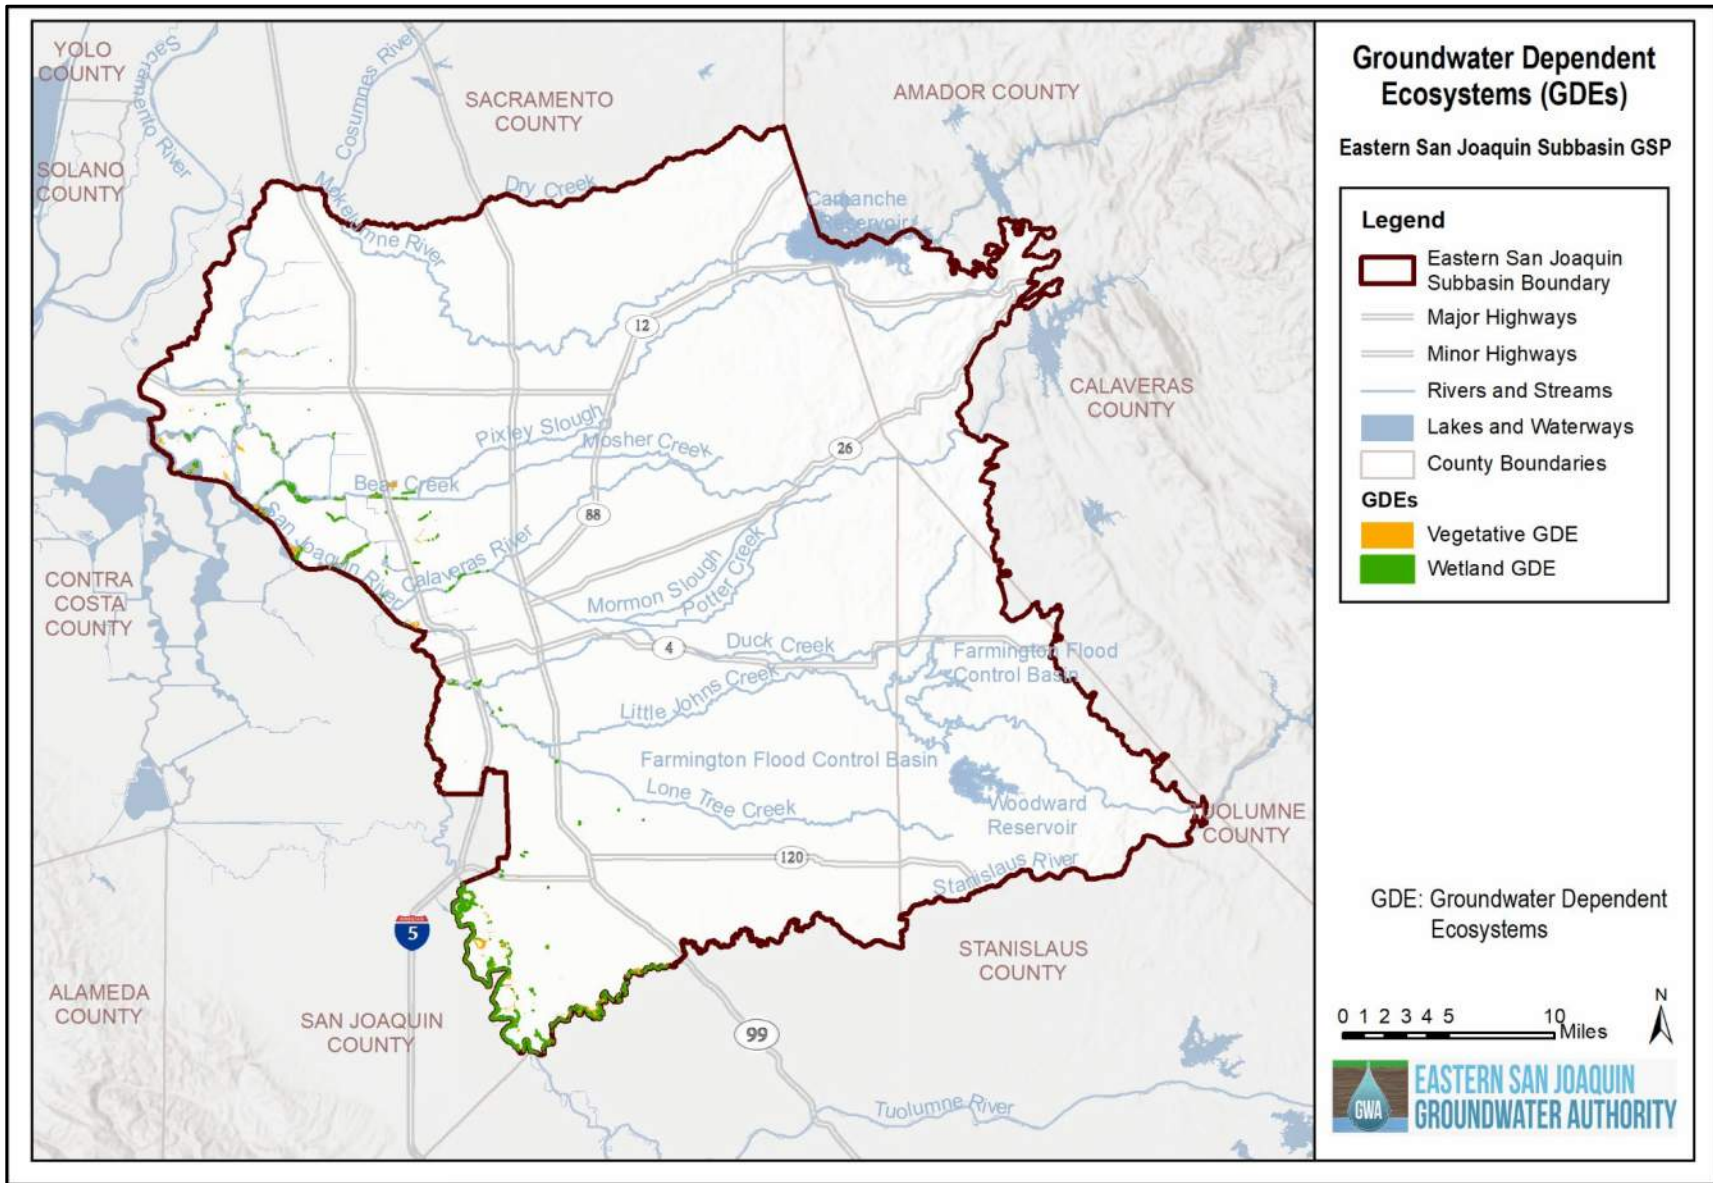 YOLO
COUNTY
Sacramento River
Cosumnes River
SACRAMENTO
COUNTY
AMADOR COUNTY
SOLANO
COUNTY
Mokelumne River
Dry Creek
Camanche
Reservoir
12
CALAVERAS
COUNTY
Pixley Slough
Mosher Creek
26
Bear Creek
88
San Joaquin River
Calaveras River
CONTRA
COSTA
COUNTY
Mormon Slough
Potter Creek
4
Duck Creek
Farmington Flood
Control Basin
Little Johns Creek
Farmington Flood Control Basin
Lone Tree Creek
Woodward
Reservoir
TUOLUMNE
COUNTY
120
Stanislaus River
5
STANISLAUS
COUNTY
ALAMEDA
COUNTY
SAN JOAQUIN
COUNTY
99
Tuolumne River
Groundwater Dependent
Ecosystems (GDEs)
Eastern San Joaquin Subbasin GSP
Legend
Eastern San Joaquin
Subbasin Boundary
Major Highways
Minor Highways
Rivers and Streams
Lakes and Waterways
County Boundaries
GDEs
Vegetative GDE
Wetland GDE
GDE: Groundwater Dependent
Ecosystems
N
0 1 2 3 4 5 10
Miles
GWA
EASTERN SAN JOAQUIN
GROUNDWATER AUTHORITY